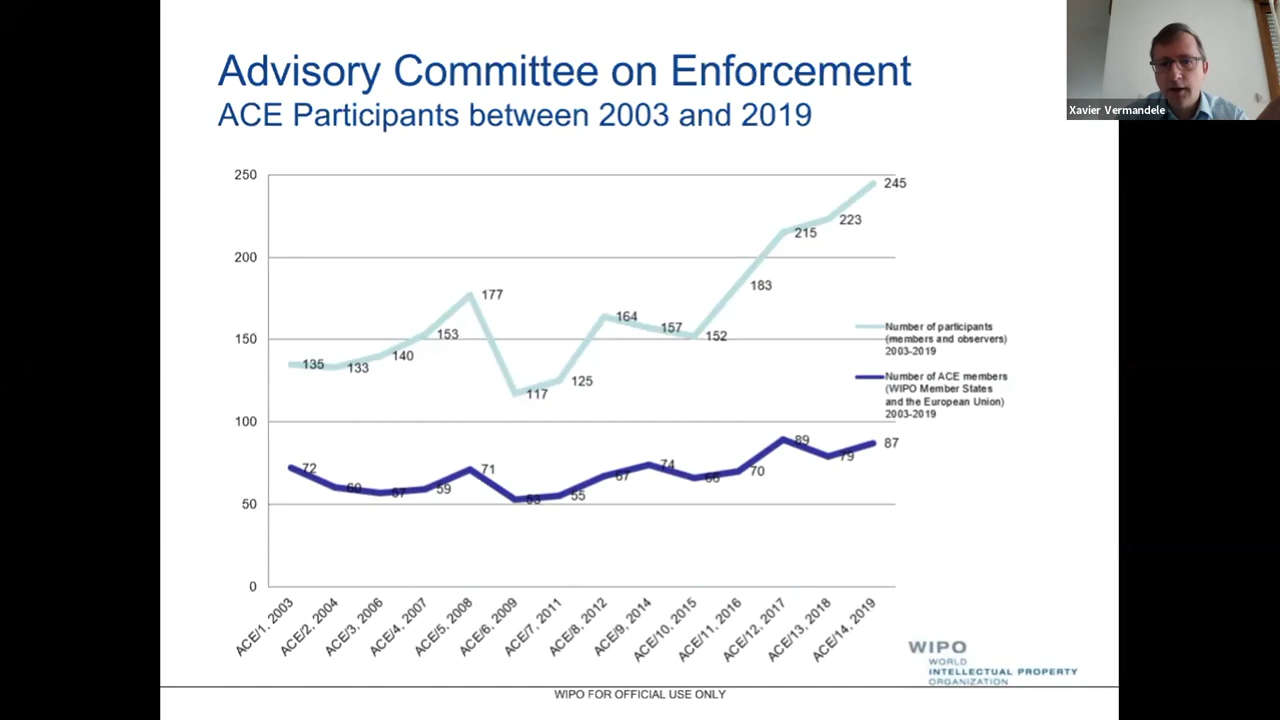 Advisory Committee on Enforcement
ACE Participants between 2003 and 2019
Xavier Vermandele
250
200
150
100
50
0
135
133
140
153
177
117
125
164
157
152
183
215
223
245
72
60
57
59
71
53
55
67
74
66
70
89
79
87
Number of participants
(members and observers)
2003-2019
Number of ACE members
(WIPO Member States
and the European Union)
2003-2019
ACE/1, 2003
ACE/2, 2004
ACE/3, 2006
ACE/4, 2007
ACE/5, 2008
ACE/6, 2009
ACE/7, 2011
ACE/8, 2012
ACE/9, 2014
ACE/10, 2015
ACE/11, 2016
ACE/12, 2017
ACE/13, 2018
ACE/14, 2019
WIPO
WORLD
INTELLECTUAL PROPERTY
ORGANIZATION
WIPO FOR OFFICIAL USE ONLY